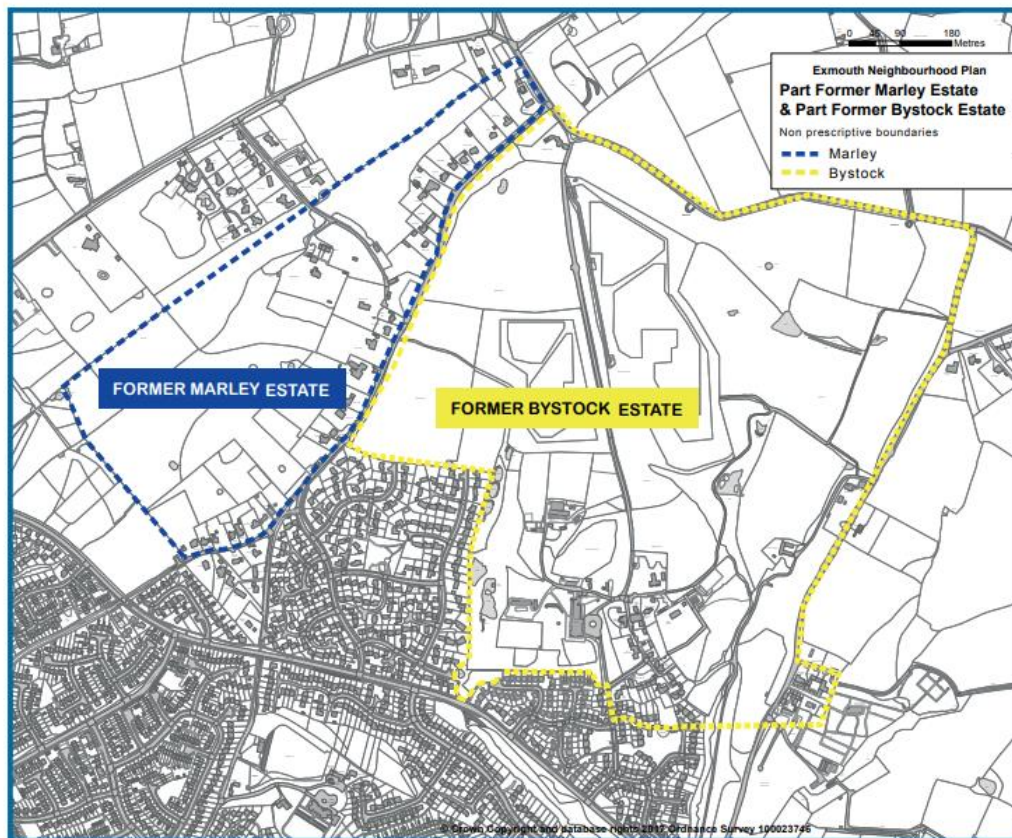 0 45 90 180
Metres
Exmouth Neighbourhood Plan
Part Former Marley Estate
& Part Former Bystock Estate
Non prescriptive boundaries
Marley
Bystock
FORMER MARLEY ESTATE
FORMER BYSTOCK ESTATE
© Crown Copyright and database rights 2017 Ordnance Survey 100023746